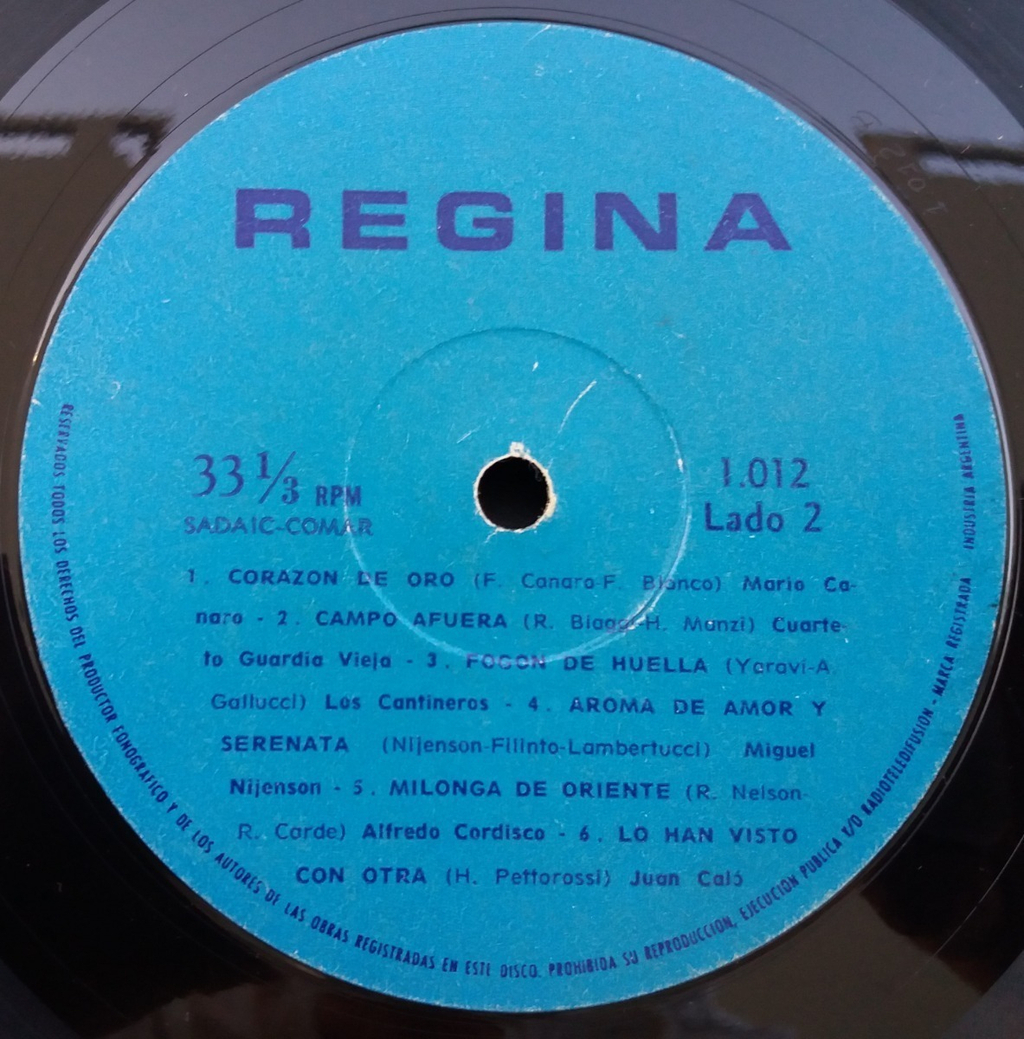 REGINA
33 1/3 RPM
SADAIC-COMAR
1.012
Lado 2
1. CORAZON DE ORO (F. Canaro-F. Bianco) Mario Ca-
naro - 2. CAMPO AFUERA (R. Biaggi-H. Manzi) Cuarte-
to Guardia Vieja - 3. FOGON DE HUELLA (Yaravi-A.
Gallucci) Los Cantineros - 4. AROMA DE AMOR Y
SERENATA (Nijenson-Filinto-Lambertucci) Miguel
Nijenson - 5. MILONGA DE ORIENTE (R. Nelson-
R. Carde) Alfredo Cordisco - 6. LO HAN VISTO
CON OTRA (H. Pettorossi) Juan Caló
RESERVADOS TODOS LOS DERECHOS DEL PRODUCTOR FONOGRAFICO Y DE LOS AUTORES DE LAS OBRAS REGISTRADAS EN ESTE DISCO. PROHIBIDA SU REPRODUCCION, EJECUCION PUBLICA Y/O RADIOTELEDIFUSION - MARCA REGISTRADA INDUSTRIA ARGENTINA